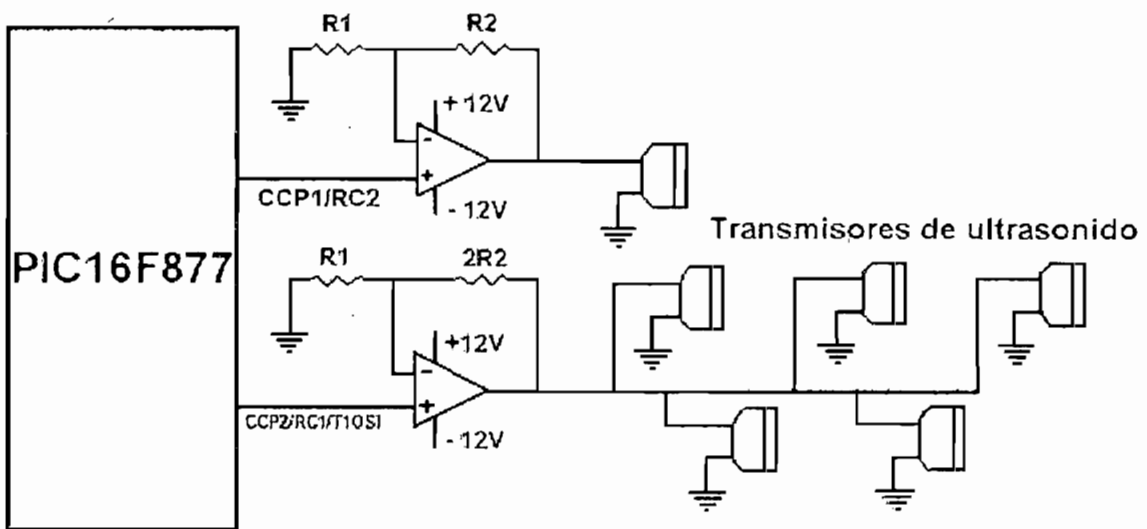 R1
R2
+ 12V
- 12V
CCP1/RC2
PIC16F877
Transmisores de ultrasonido
R1
2R2
+12V
- 12V
CCP2/RC1/T1OSI